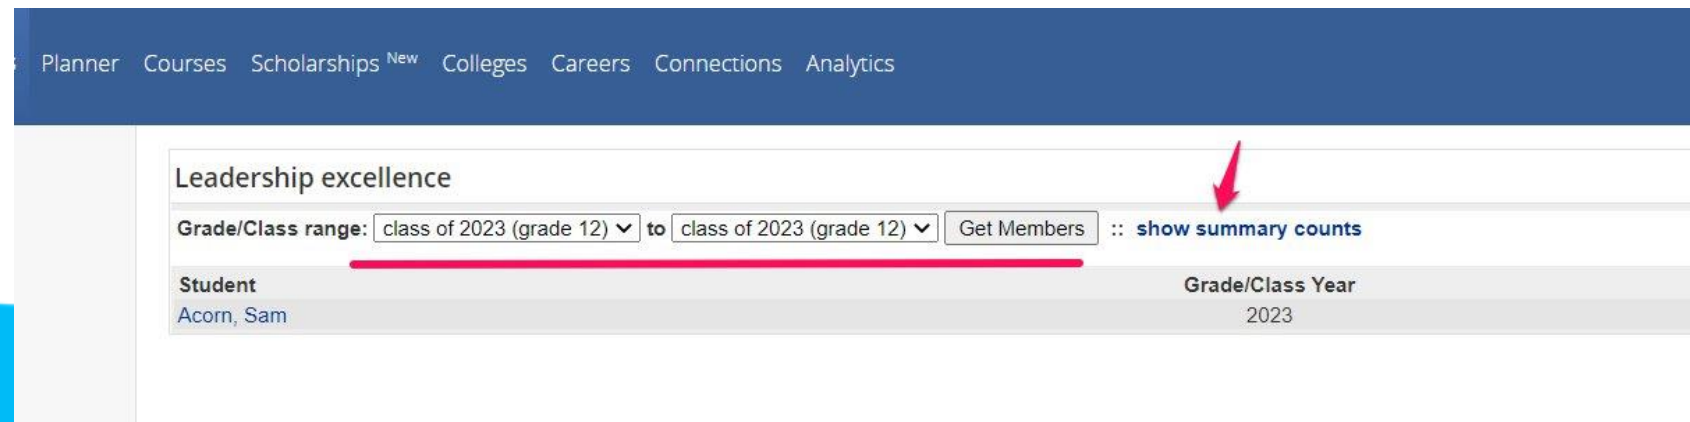 Planner Courses Scholarships New Colleges Careers Connections Analytics
Leadership excellence
Grade/Class range: class of 2023 (grade 12) to class of 2023 (grade 12) Get Members :: show summary counts
Student Grade/Class Year
Acorn, Sam 2023